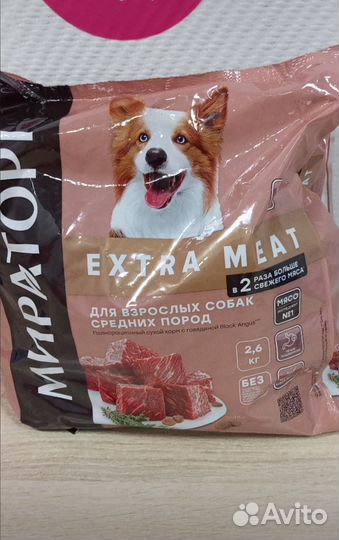 МИРАТОРГ
EXTRA MEAT
В 2 РАЗА БОЛЬШЕ
СВЕЖЕГО МЯСА
ДЛЯ ВЗРОСЛЫХ СОБАК
СРЕДНИХ ПОРОД
Полнорационный сухой корм с говядиной Black Angus
МЯСО
№1
2,6
КГ
БЕЗ
Avito